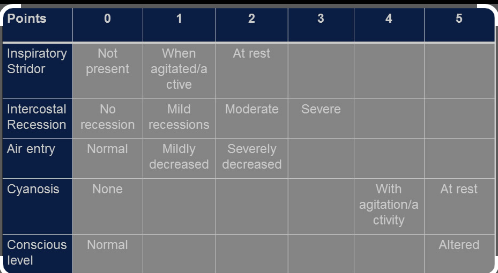 Points 0 1 2 3 4 5
Inspiratory Not When At rest
Stridor present agitated/a
ctive
Intercostal No Mild Moderate Severe
Recession recession recessions
Air entry Normal Mildly Severely
decreased decreased
Cyanosis None With At rest
agitation/a
ctivity
Conscious Normal Altered
level